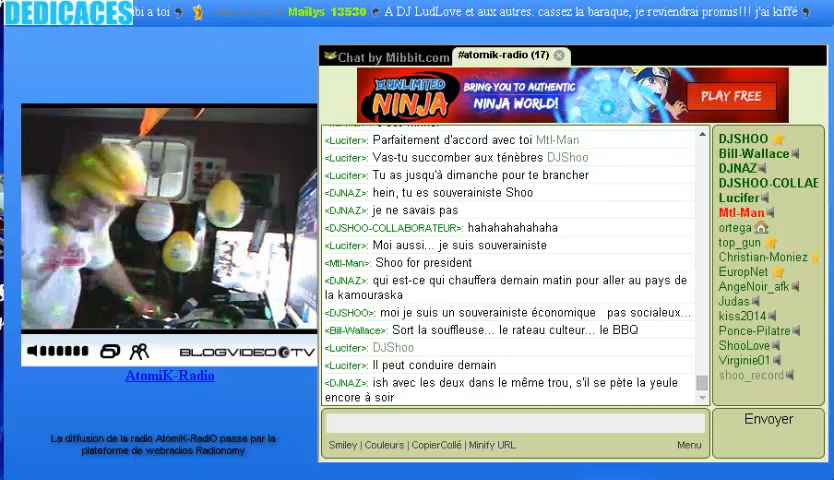 DEDICACES
bi a toi Maïlys 13530 A DJ LudLove et aux autres: cassez la baraque, je reviendrai promis!!! j'ai kiffé
Chat by Mibbit.com #atomik-radio (17)
UNLIMITED NINJA BRING YOU TO AUTHENTIC NINJA WORLD! PLAY FREE
<Lucifer>: Parfaitement d'accord avec toi Mtl-Man
<Lucifer>: Vas-tu succomber aux ténèbres DJShoo
<Lucifer>: Tu as jusqu'à dimanche pour te brancher
<DJNAZ>: hein, tu es souverainiste Shoo
<DJNAZ>: je ne savais pas
<DJSHOO-COLLABORATEUR>: hahahahahahaha
<Lucifer>: Moi aussi... je suis souverainiste
<Mtl-Man>: Shoo for president
<DJNAZ>: qui est-ce qui chauffera demain matin pour aller au pays de
la kamouraska
<DJSHOO>: moi je suis un souverainiste économique pas socialeux...
<Bill-Wallace>: Sort la souffleuse... le rateau culteur... le BBQ
<Lucifer>: DJShoo
<Lucifer>: Il peut conduire demain
<DJNAZ>: ish avec les deux dans le même trou, s'il se pète la yeule
encore à soir
DJSHOO
Bill-Wallace
DJNAZ
DJSHOO-COLLAE
Lucifer
Mtl-Man
ortega
top_gun
Christian-Moniez
EuropNet
AngeNoir_afk
Judas
kiss2014
Ponce-Pilatre
ShooLove
Virginie01
shoo_record
BLOGVIDEO TV
AtomiK-Radio
La diffusion de la radio AtomiK-RadiO passe par la
plateforme de webradios Radionomy
Smiley | Couleurs | CopierCollé | Minify URL Menu
Envoyer